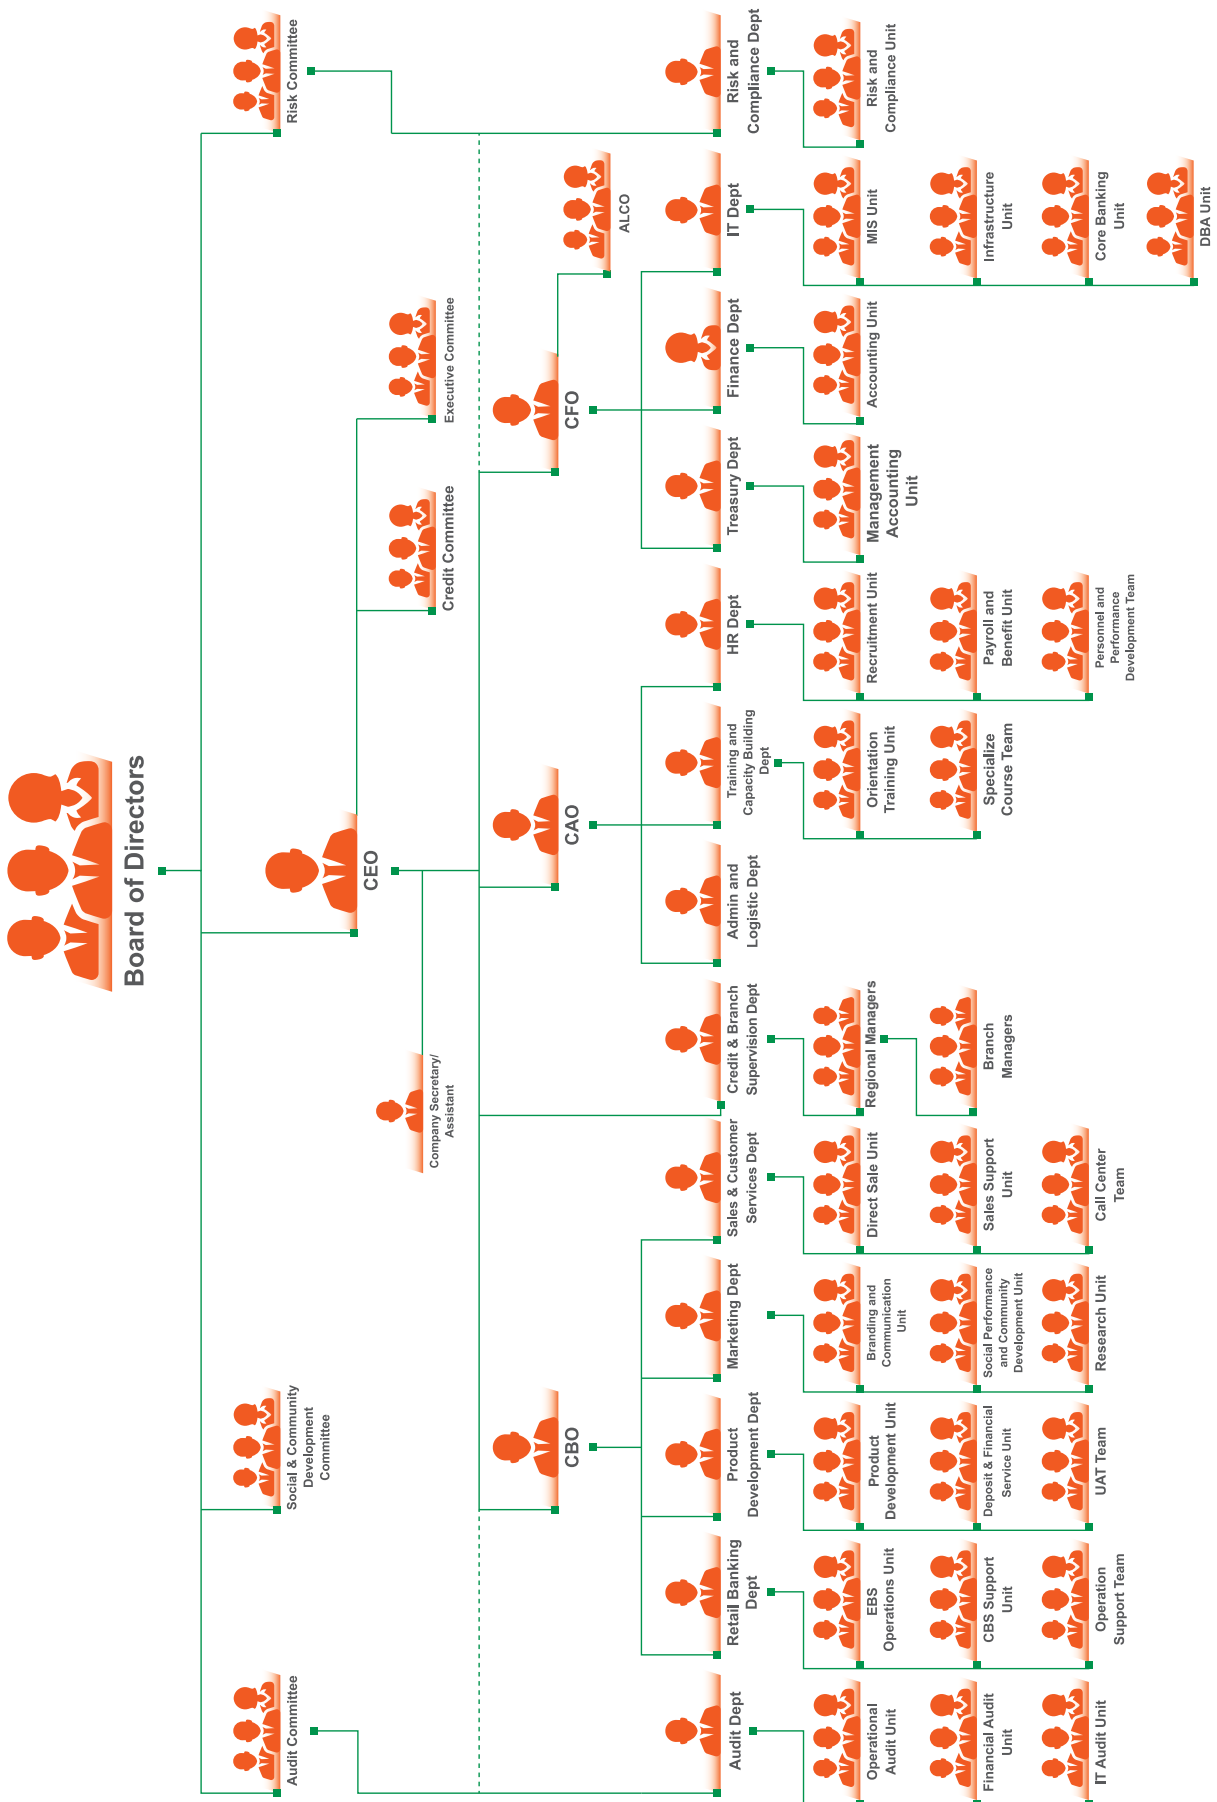 Board of Directors
Audit Committee
Social & Community
Development
Committee
CEO
Risk Committee
Company Secretary/
Assistant
Credit Committee
Executive Committee
CBO
CAO
CFO
ALCO
Audit Dept
Retail Banking
Dept
Product
Development Dept
Marketing Dept
Sales & Customer
Services Dept
Credit & Branch
Supervision Dept
Admin and
Logistic Dept
Training and
Capacity Building
Dept
HR Dept
Treasury Dept
Finance Dept
IT Dept
Risk and
Compliance Dept
Operational
Audit Unit
EBS
Operations Unit
Product
Development Unit
Branding and
Communication
Unit
Direct Sale Unit
Regional Managers
Orientation
Training Unit
Recruitment Unit
Management
Accounting
Unit
Accounting Unit
MIS Unit
Risk and
Compliance Unit
Financial Audit
Unit
CBS Support
Unit
Deposit & Financial
Service Unit
Social Performance
and Community
Development Unit
Sales Support
Unit
Branch
Managers
Specialize
Course Team
Payroll and
Benefit Unit
Infrastructure
Unit
IT Audit Unit
Operation
Support Team
UAT Team
Research Unit
Call Center
Team
Personnel and
Performance
Development Team
Core Banking
Unit
DBA Unit